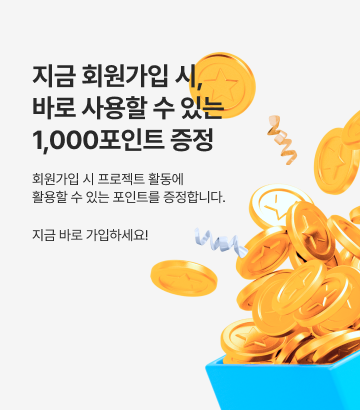 지금 회원가입 시,
바로 사용할 수 있는
1,000포인트 증정
회원가입 시 프로젝트 활동에
활용할 수 있는 포인트를 증정합니다.
지금 바로 가입하세요!